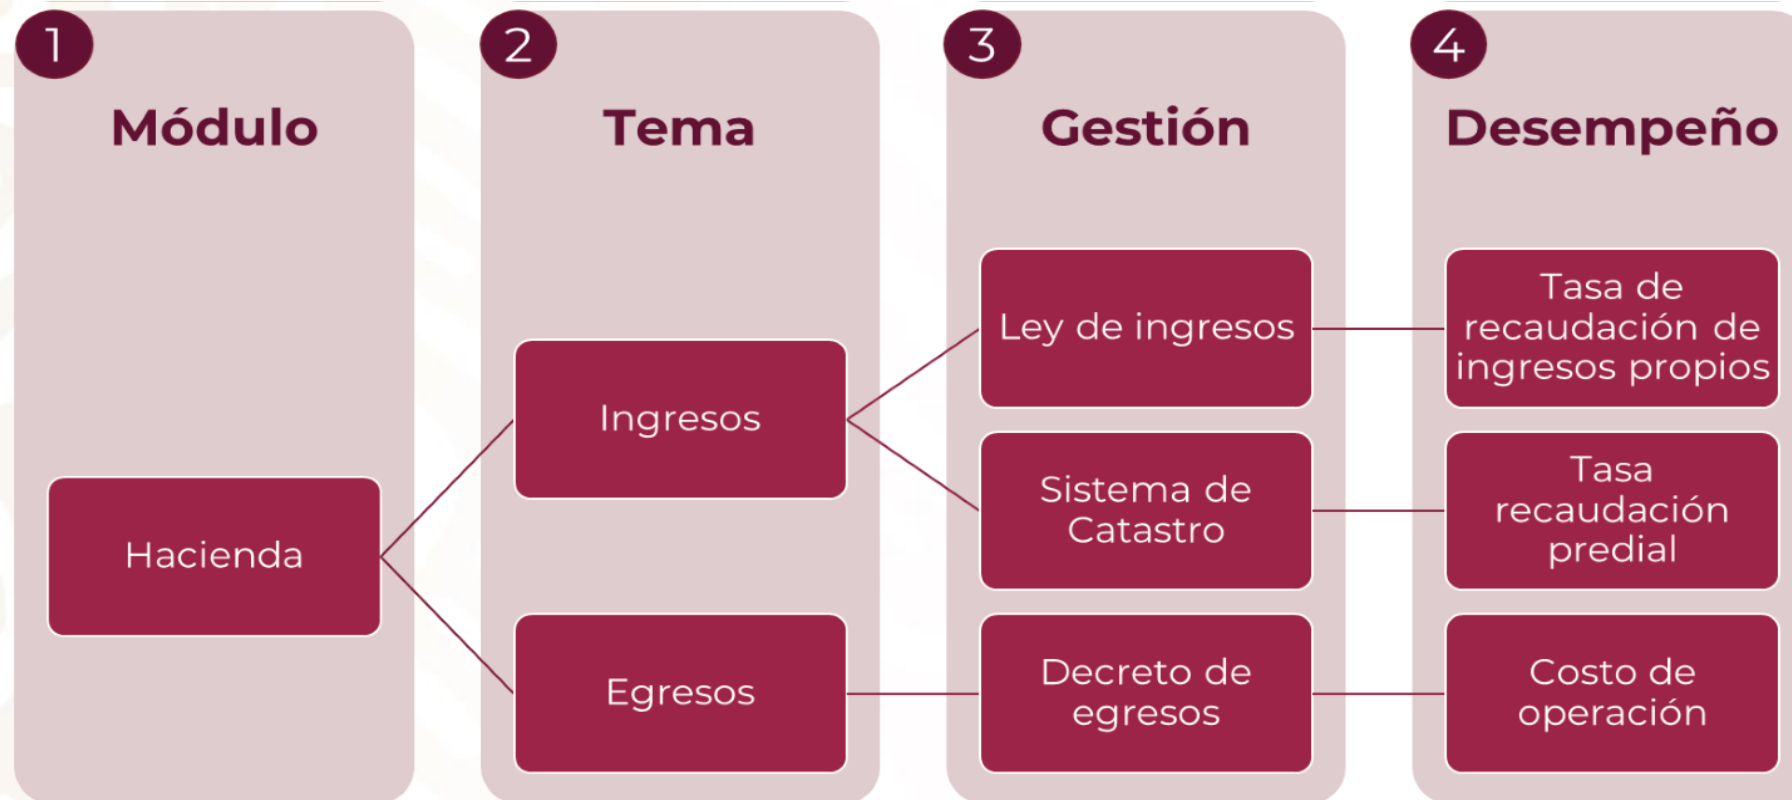 1
Módulo
Hacienda
2
Tema
Ingresos
Egresos
3
Gestión
Ley de ingresos
Sistema de
Catastro
Decreto de
egresos
4
Desempeño
Tasa de
recaudación de
ingresos propios
Tasa
recaudación
predial
Costo de
operación